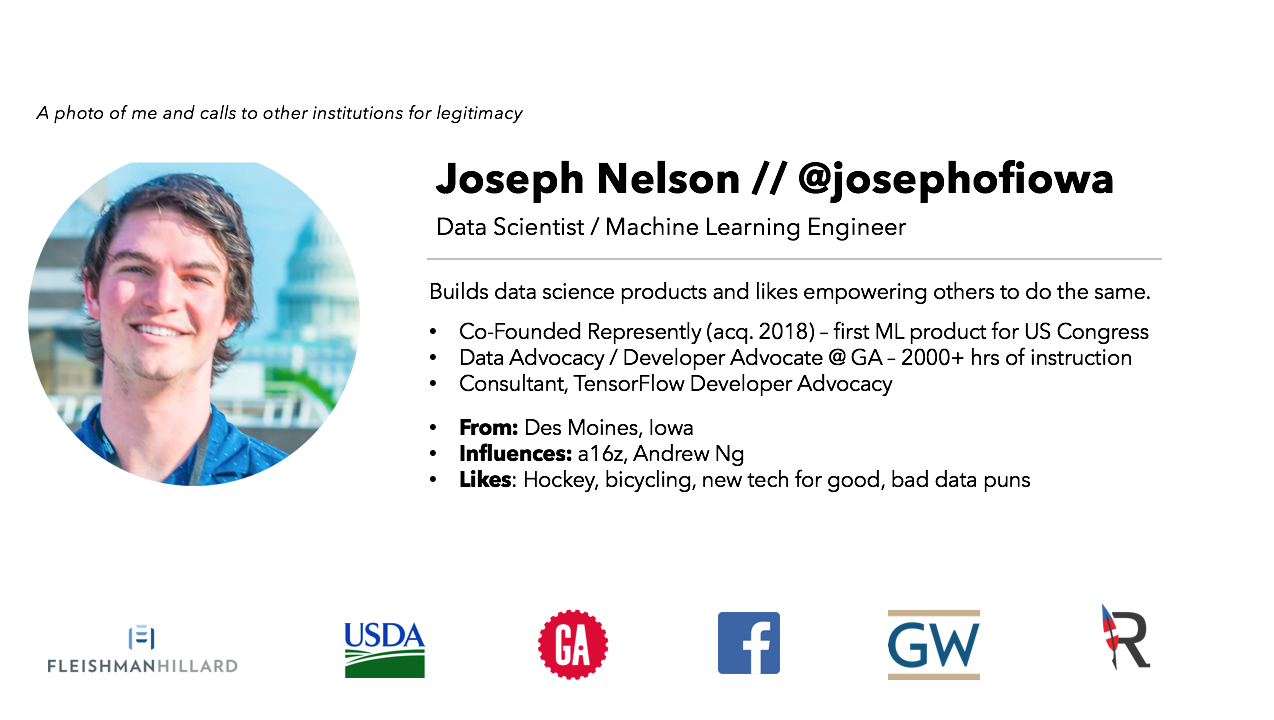 A photo of me and calls to other institutions for legitimacy
Joseph Nelson // @josephofiowa
Data Scientist / Machine Learning Engineer
Builds data science products and likes empowering others to do the same.
• Co-Founded Represently (acq. 2018) – first ML product for US Congress
• Data Advocacy / Developer Advocate @ GA – 2000+ hrs of instruction
• Consultant, TensorFlow Developer Advocacy
• From: Des Moines, Iowa
• Influences: a16z, Andrew Ng
• Likes: Hockey, bicycling, new tech for good, bad data puns
FLEISHMANHILLARD
USDA
GA
f
GW
R